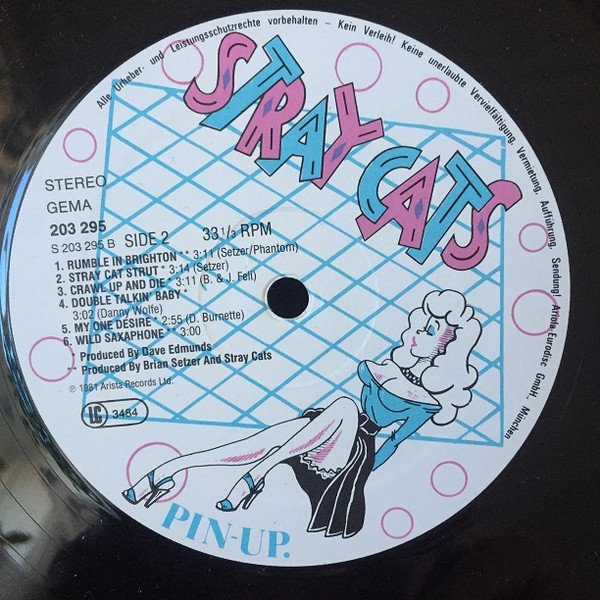 Alle Urheber- und Leistungsschutzrechte vorbehalten – Kein Verleih! Keine unerlaubte Vervielfältigung, Vermietung, Aufführung, Sendung! Ariola Eurodisc GmbH., München
STRAY CATS
STEREO
GEMA
203 295
S 203 295 B SIDE 2 33 1/3 RPM
1. RUMBLE IN BRIGHTON ** 3:11 (Setzer/Phantom)
2. STRAY CAT STRUT * 3:14 (Setzer)
3. CRAWL UP AND DIE * 3:11 (B. & J. Fell)
4. DOUBLE TALKIN' BABY *
3:02 (Danny Wolfe)
5. MY ONE DESIRE * 2:55 (D. Burnette)
6. WILD SAXAPHONE ** 3:00
* Produced By Dave Edmunds
** Produced By Brian Setzer And Stray Cats
℗ 1981 Arista Records Ltd.
LC 3484
PIN-UP.